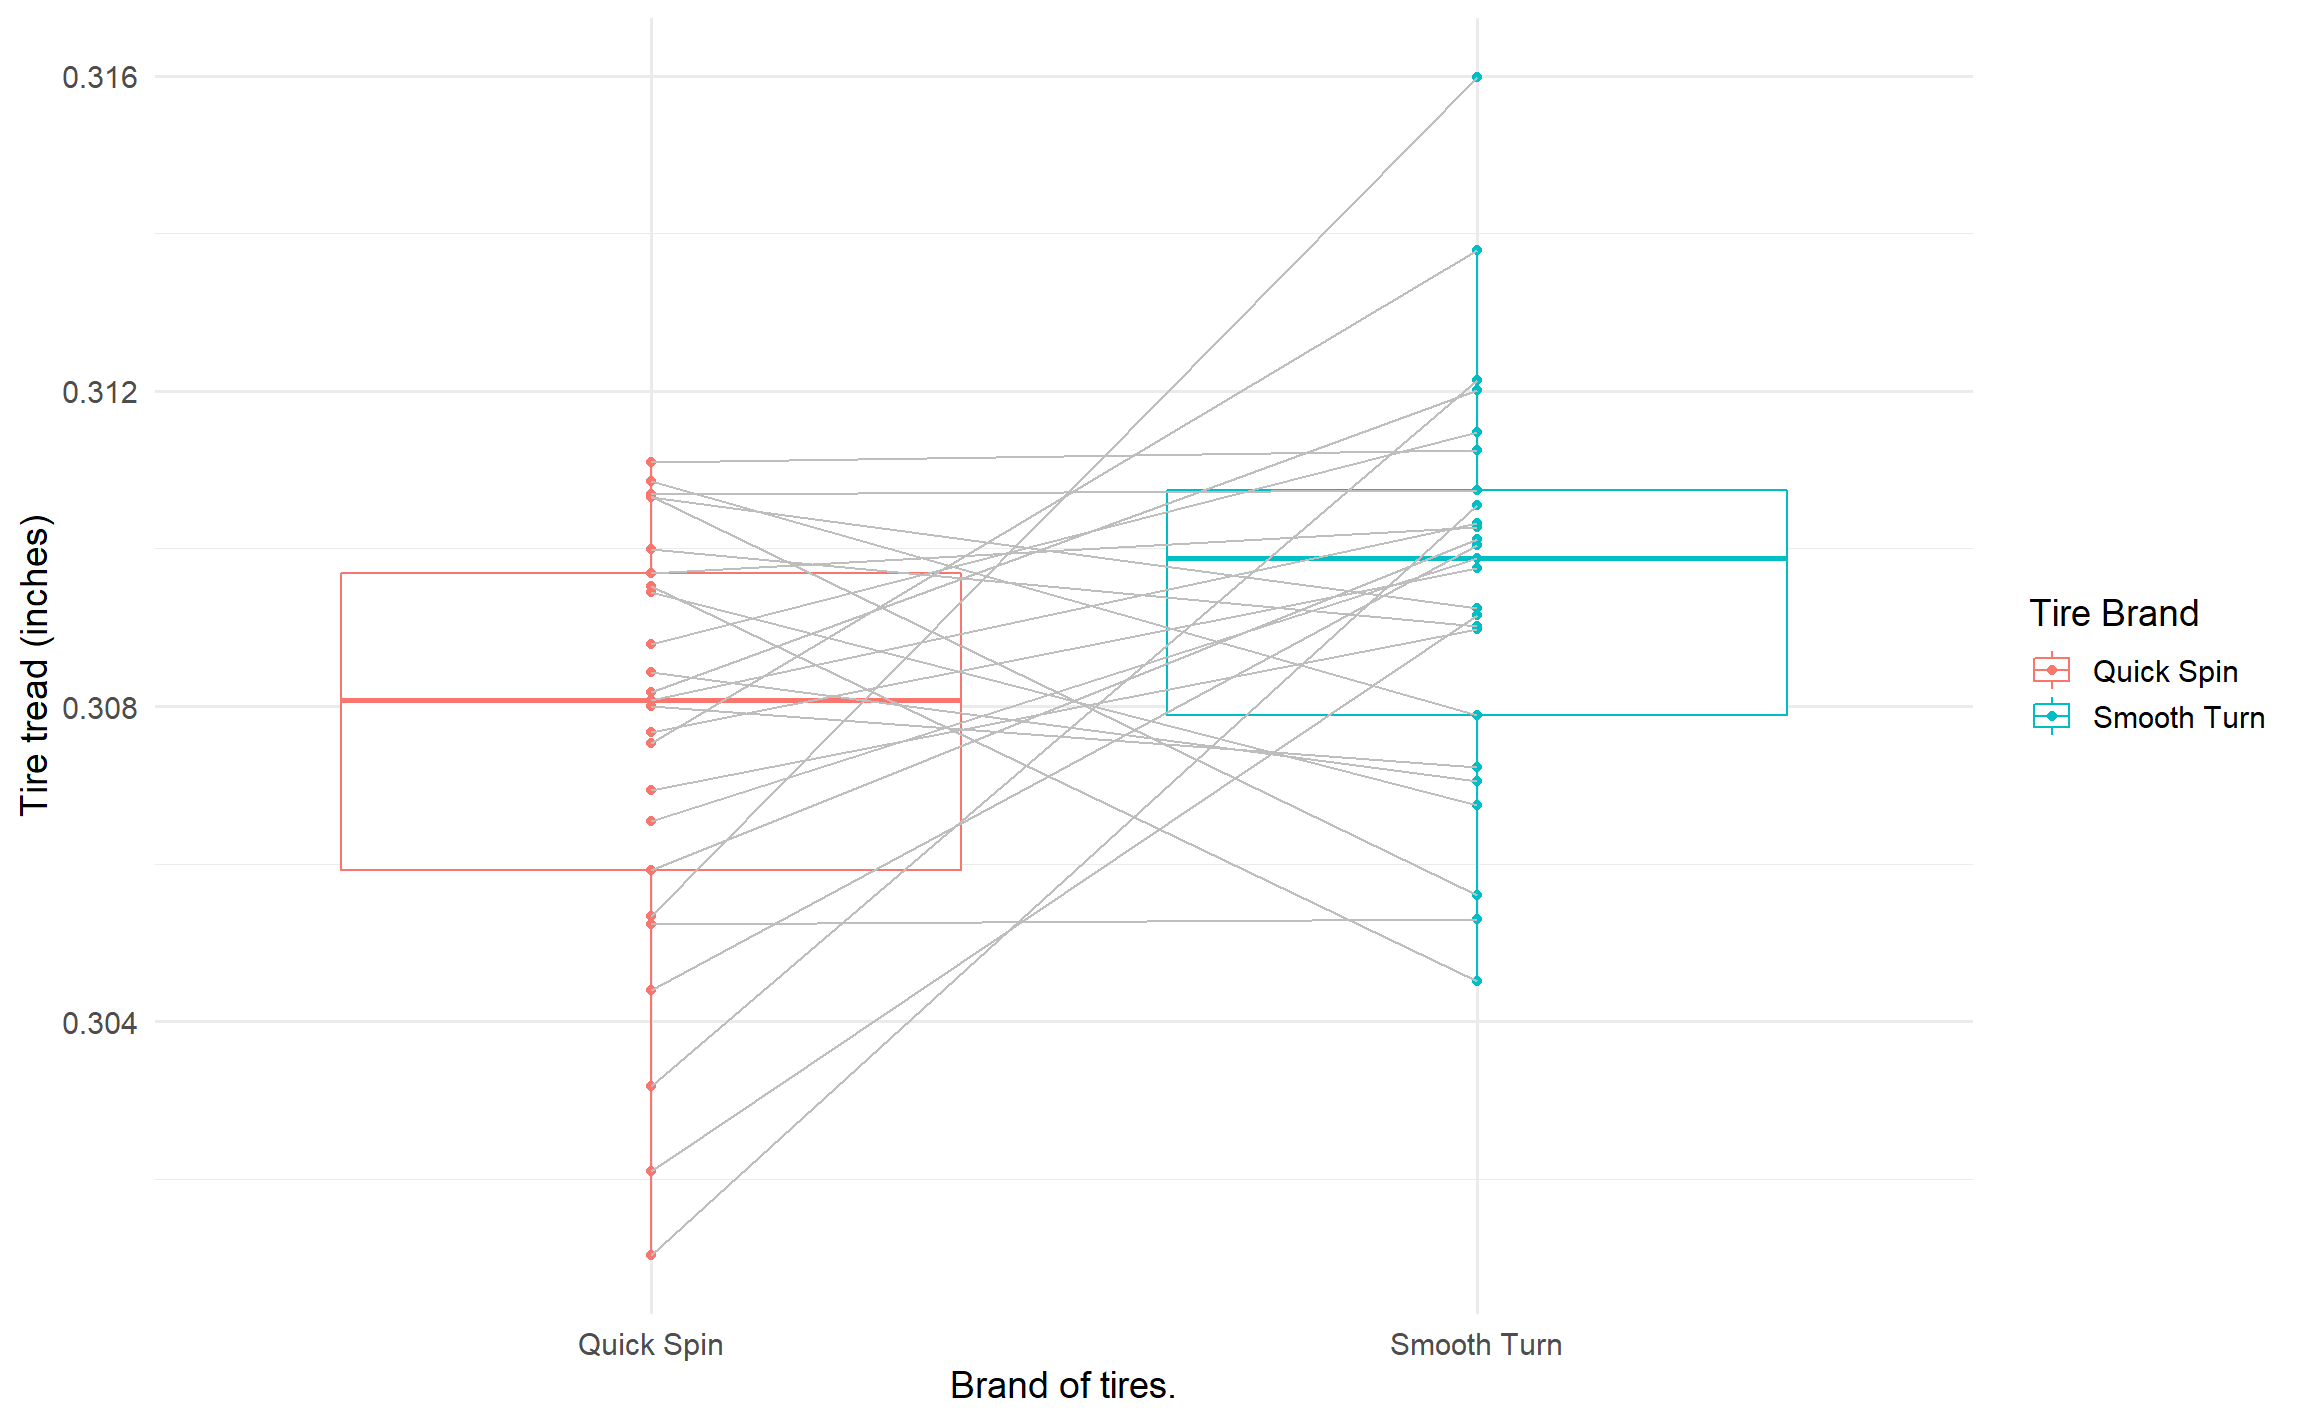 0.316
0.312
0.308
0.304
Tire tread (inches)
Quick Spin
Smooth Turn
Brand of tires.
Tire Brand
Quick Spin
Smooth Turn